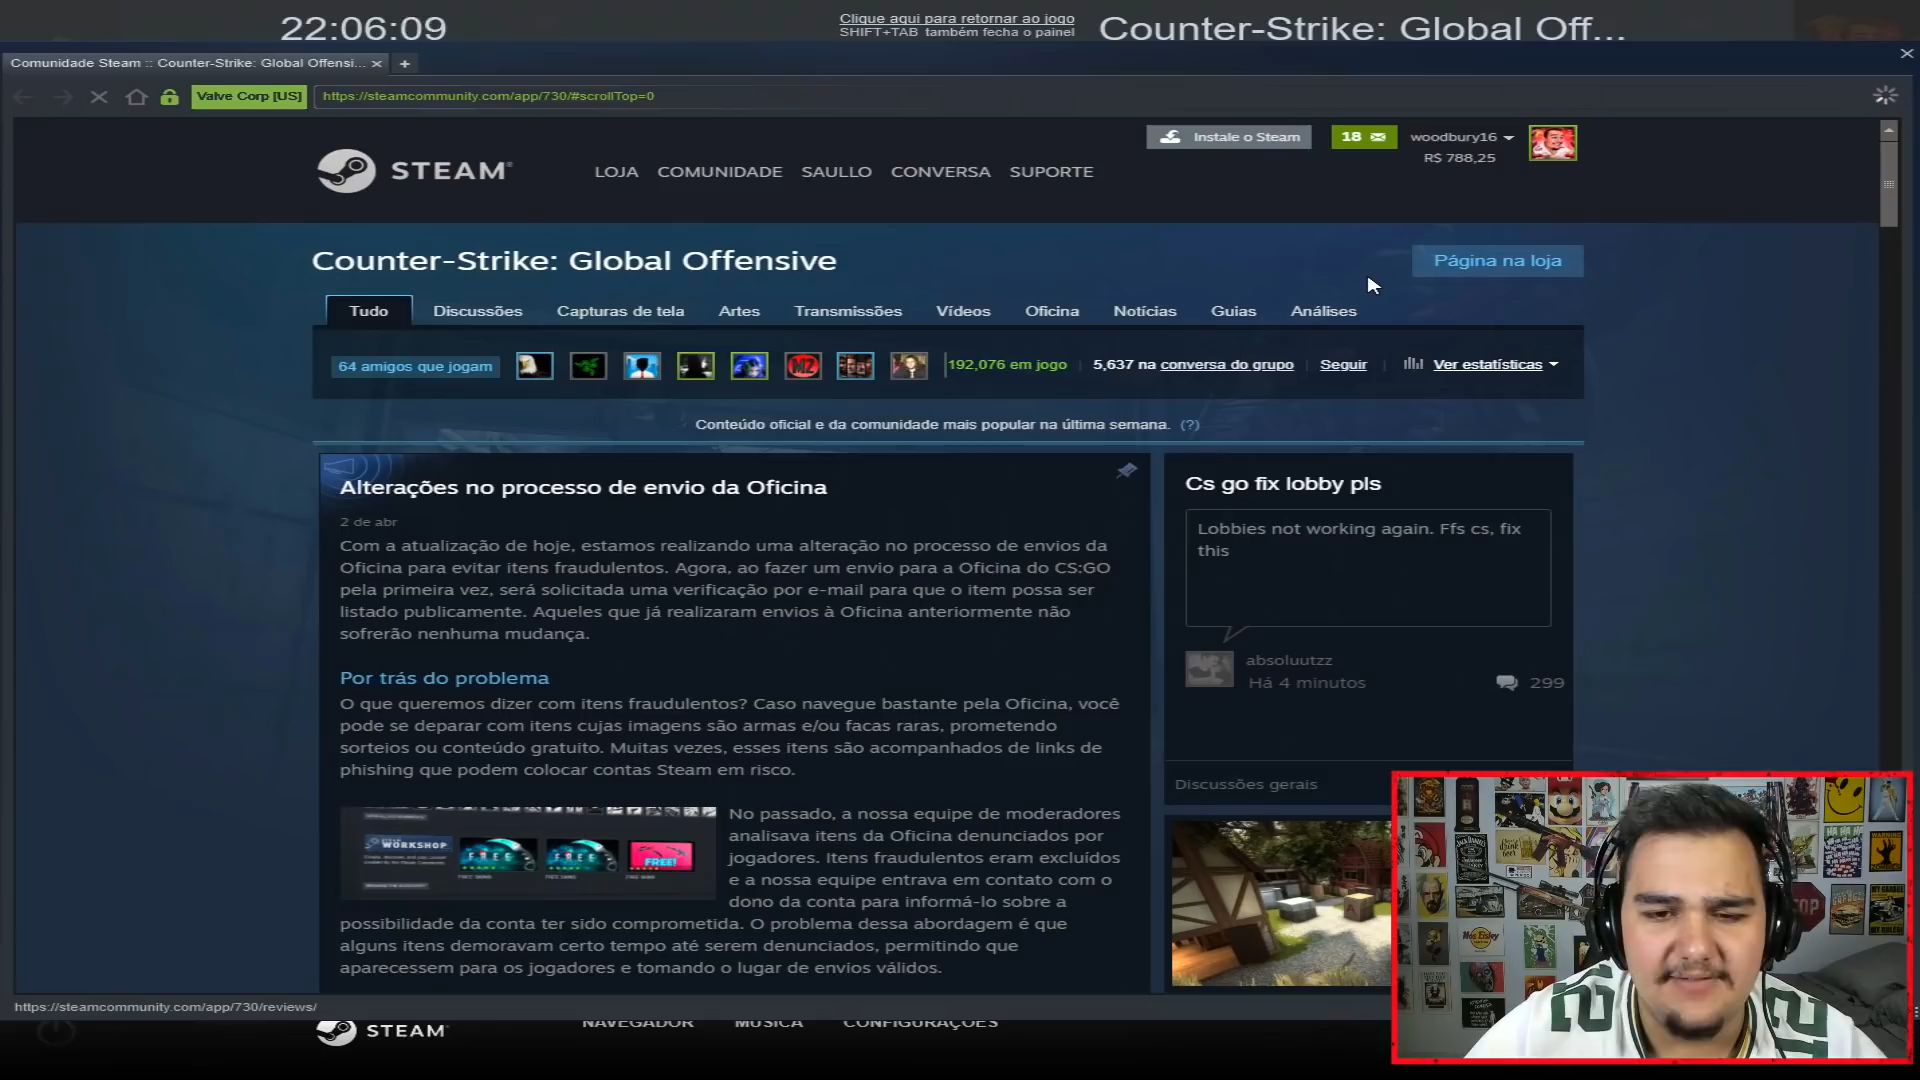 22:06:09
Clique aqui para retornar ao jogo
SHIFT+TAB também fecha o painel
Counter-Strike: Global Off...
Comunidade Steam :: Counter-Strike: Global Offensi...
Valve Corp [US]
https://steamcommunity.com/app/730/#scrollTop=0
Instale o Steam
18
woodbury16
R$ 788,25
STEAM
LOJA COMUNIDADE SAULLO CONVERSA SUPORTE
Counter-Strike: Global Offensive
Página na loja
Tudo Discussões Capturas de tela Artes Transmissões Vídeos Oficina Notícias Guias Análises
64 amigos que jogam
192,076 em jogo
5,637 na conversa do grupo
Seguir
Ver estatísticas
Conteúdo oficial e da comunidade mais popular na última semana. (?)
Alterações no processo de envio da Oficina
2 de abr
Com a atualização de hoje, estamos realizando uma alteração no processo de envios da
Oficina para evitar itens fraudulentos. Agora, ao fazer um envio para a Oficina do CS:GO
pela primeira vez, será solicitada uma verificação por e-mail para que o item possa ser
listado publicamente. Aqueles que já realizaram envios à Oficina anteriormente não
sofrerão nenhuma mudança.
Por trás do problema
O que queremos dizer com itens fraudulentos? Caso navegue bastante pela Oficina, você
pode se deparar com itens cujas imagens são armas e/ou facas raras, prometendo
sorteios ou conteúdo gratuito. Muitas vezes, esses itens são acompanhados de links de
phishing que podem colocar contas Steam em risco.
WORKSHOP
FREE
FREE
FREE!
No passado, a nossa equipe de moderadores
analisava itens da Oficina denunciados por
jogadores. Itens fraudulentos eram excluídos
e a nossa equipe entrava em contato com o
dono da conta para informá-lo sobre a
possibilidade da conta ter sido comprometida. O problema dessa abordagem é que
alguns itens demoravam certo tempo até serem denunciados, permitindo que
aparecessem para os jogadores e tomando o lugar de envios válidos.
Cs go fix lobby pls
Lobbies not working again. Ffs cs, fix
this
absoluutzz
Há 4 minutos
299
Discussões gerais
https://steamcommunity.com/app/730/reviews/
STEAM
NAVEGADOR MÚSICA CONFIGURAÇÕES